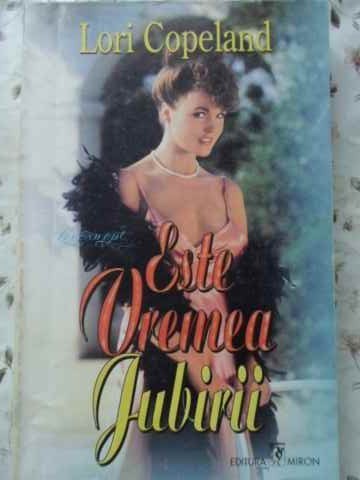 Lori Copeland
Este
Vremea
Iubirii
EDITURA MIRON